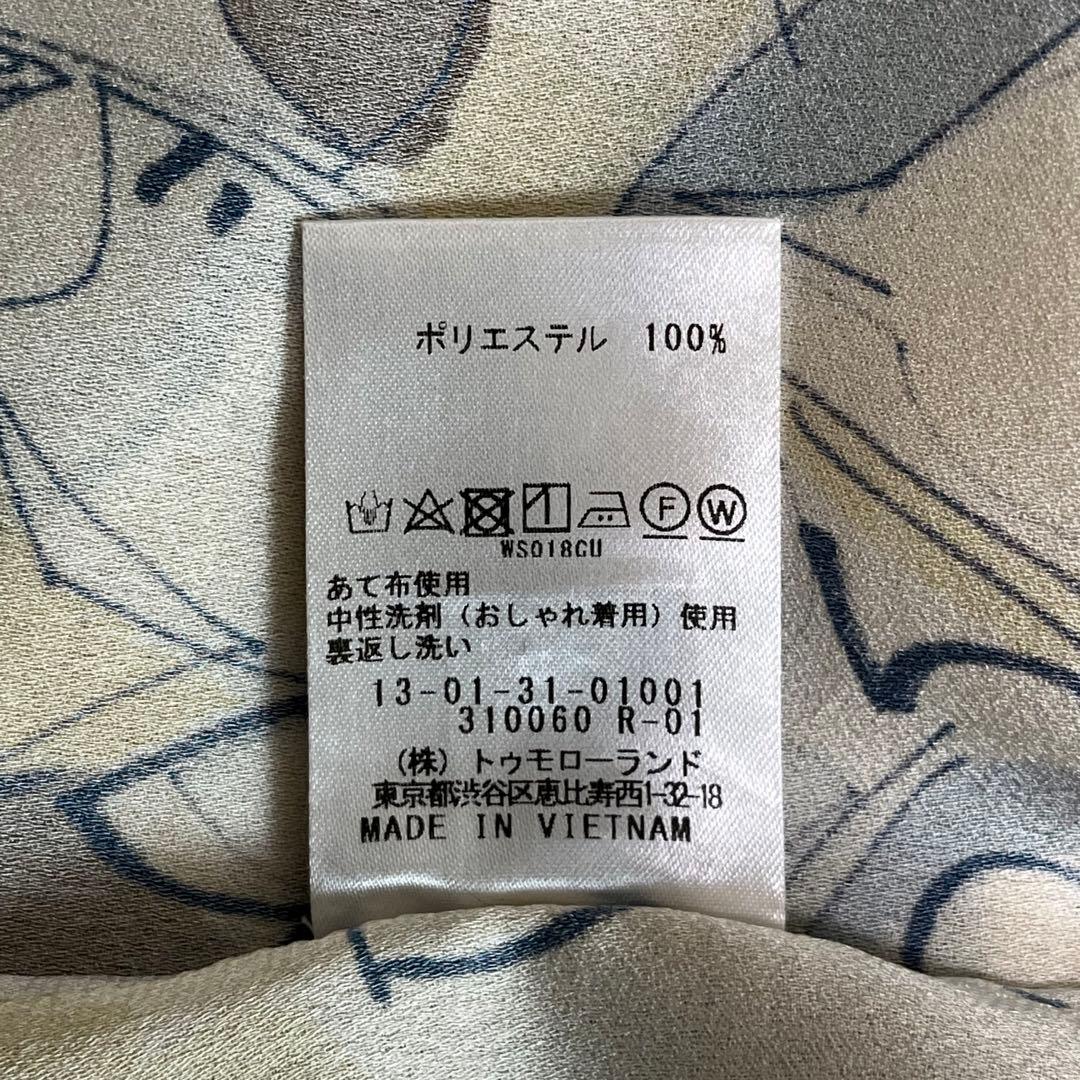 ポリエステル 100%
F W
WS018GU
あて布使用
中性洗剤（おしゃれ着用）使用
裏返し洗い
13-01-31-01001
310060 R-01
（株）トゥモローランド
東京都渋谷区恵比寿西1-32-18
MADE IN VIETNAM